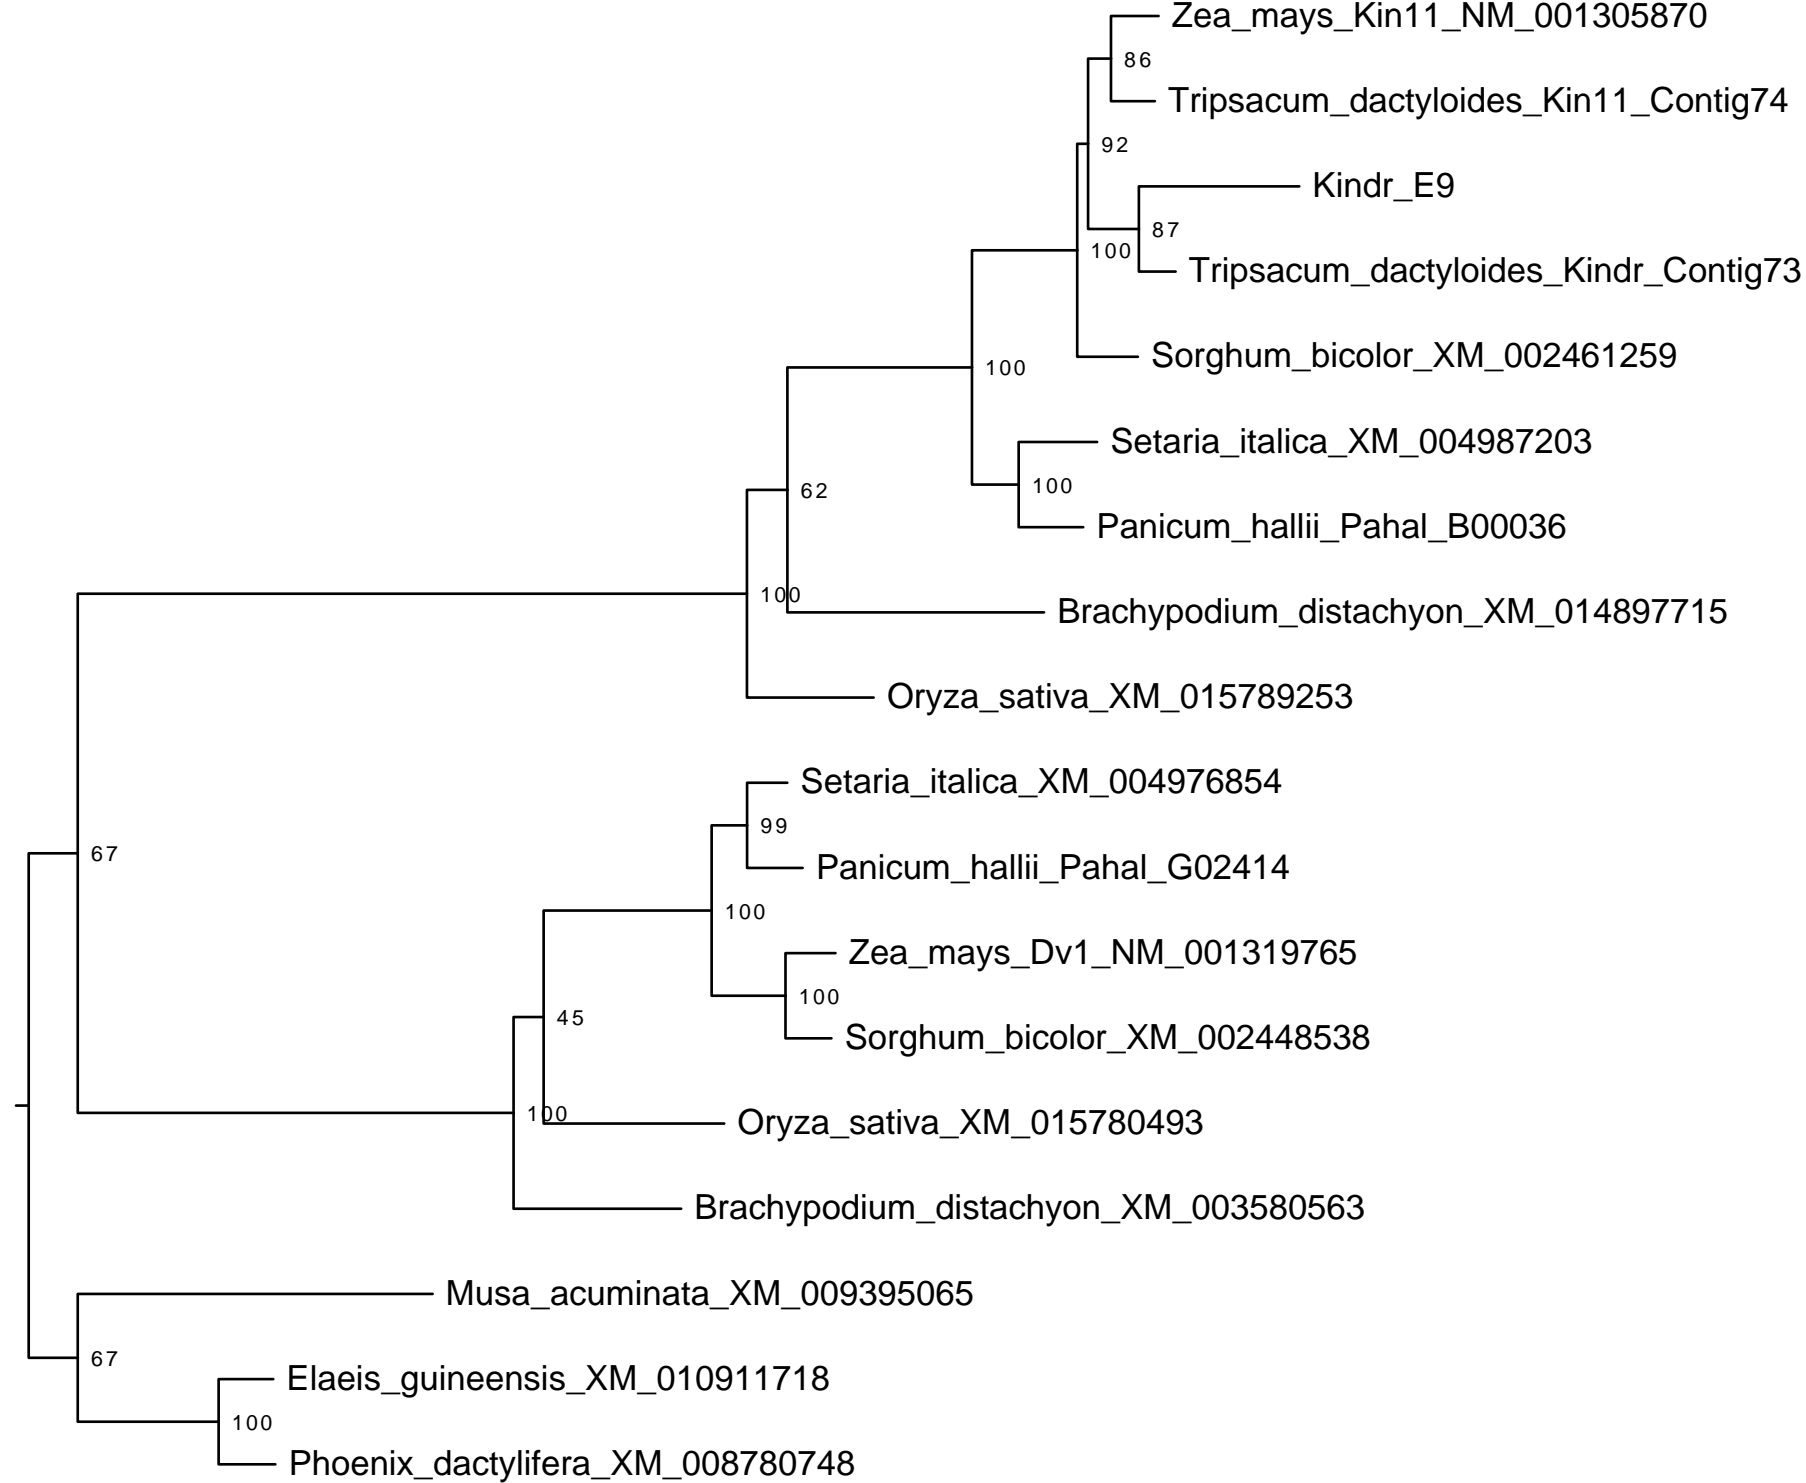 Zea_mays_Kin11_NM_001305870
86
Tripsacum_dactyloides_Kin11_Contig74
92
Kindr_E9
87
100
Tripsacum_dactyloides_Kindr_Contig73
Sorghum_bicolor_XM_002461259
100
Setaria_italica_XM_004987203
100
62
Panicum_hallii_Pahal_B00036
100
Brachypodium_distachyon_XM_014897715
Oryza_sativa_XM_015789253
Setaria_italica_XM_004976854
99
67
Panicum_hallii_Pahal_G02414
100
Zea_mays_Dv1_NM_001319765
100
45
Sorghum_bicolor_XM_002448538
100
Oryza_sativa_XM_015780493
Brachypodium_distachyon_XM_003580563
Musa_acuminata_XM_009395065
67
Elaeis_guineensis_XM_010911718
100
Phoenix_dactylifera_XM_008780748